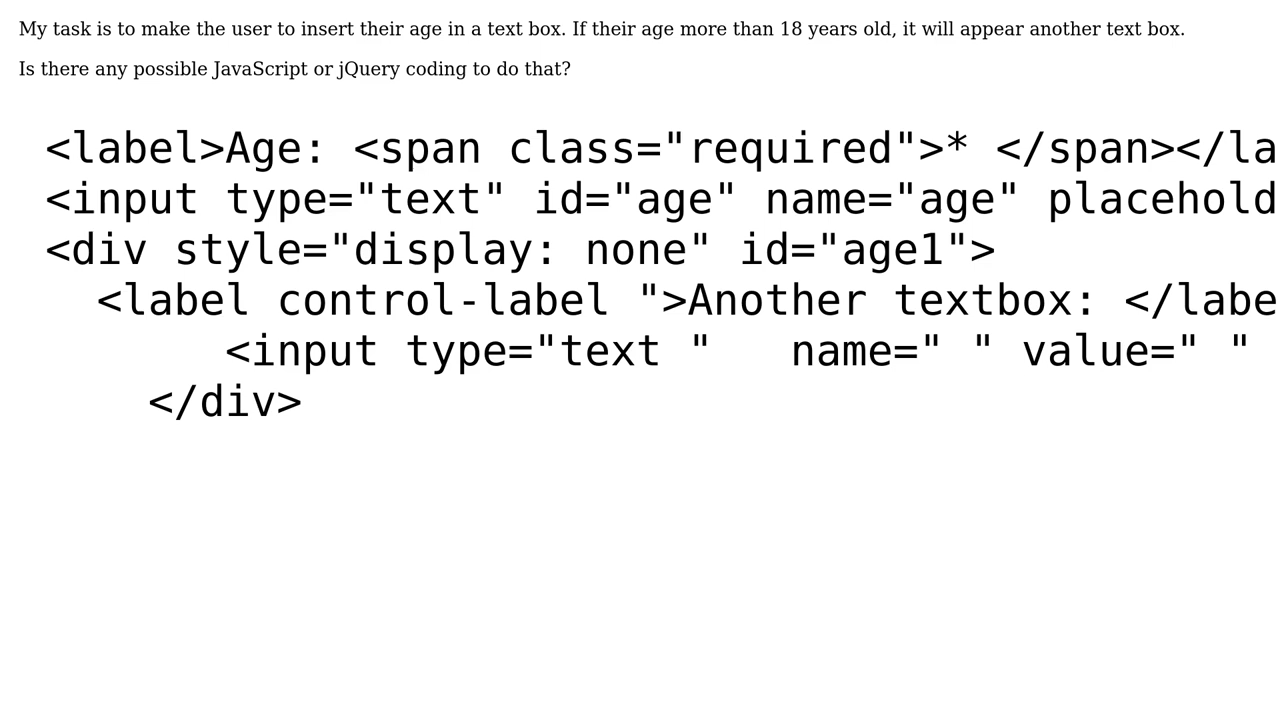 My task is to make the user to insert their age in a text box. If their age more than 18 years old, it will appear another text box.
Is there any possible JavaScript or jQuery coding to do that?
<label>Age: <span class="required">* </span></la
<input type="text" id="age" name="age" placehold
<div style="display: none" id="age1">
  <label control-label ">Another textbox: </labe
       <input type="text "   name=" " value=" "
    </div>